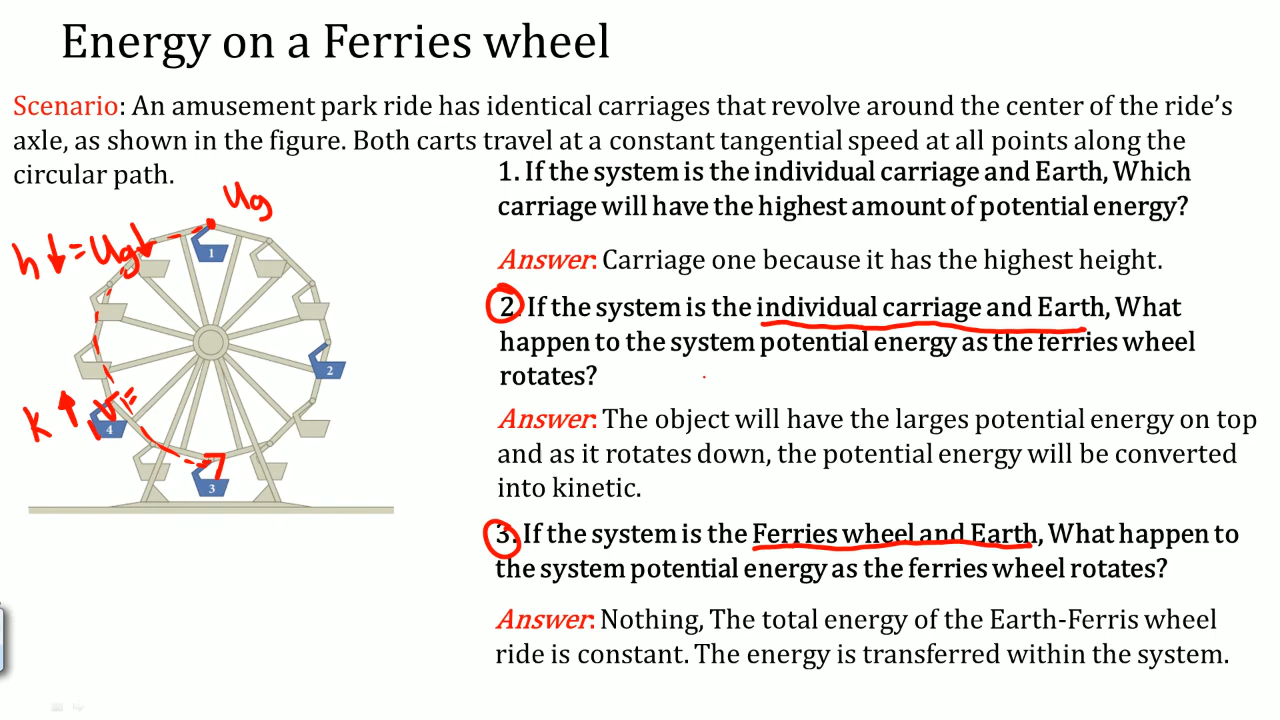 Energy on a Ferries wheel
Scenario: An amusement park ride has identical carriages that revolve around the center of the ride's
axle, as shown in the figure. Both carts travel at a constant tangential speed at all points along the
circular path.
1. If the system is the individual carriage and Earth, Which
carriage will have the highest amount of potential energy?
Answer: Carriage one because it has the highest height.
2. If the system is the individual carriage and Earth, What
happen to the system potential energy as the ferries wheel
rotates?
Answer: The object will have the larges potential energy on top
and as it rotates down, the potential energy will be converted
into kinetic.
3. If the system is the Ferries wheel and Earth, What happen to
the system potential energy as the ferries wheel rotates?
Answer: Nothing, The total energy of the Earth-Ferris wheel
ride is constant. The energy is transferred within the system.
Ug
h↓=Ug↓
1
2
K↑
4
3